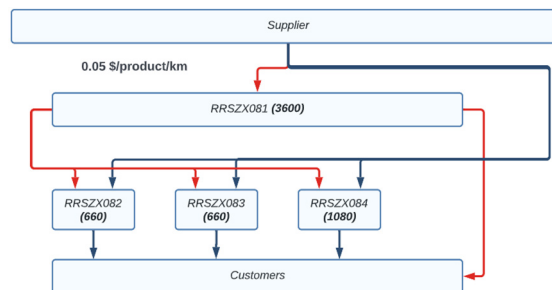 Supplier
0.05 $/product/km
RRSZX081 (3600)
RRSZX082
(660)
RRSZX083
(660)
RRSZX084
(1080)
Customers